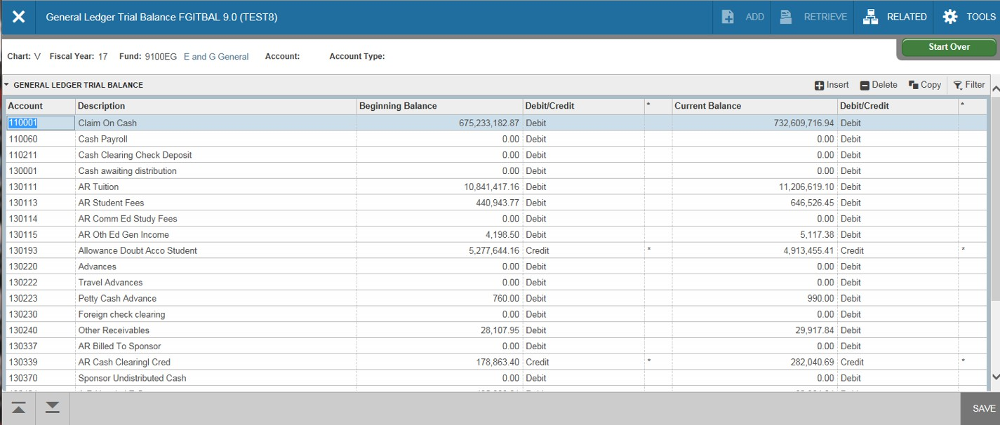 General Ledger Trial Balance FGITBAL 9.0 (TEST8) ADD RETRIEVE RELATED TOOLS
Chart: V Fiscal Year: 17 Fund: 9100EG E and G General Account: Account Type: Start Over
GENERAL LEDGER TRIAL BALANCE Insert Delete Copy Filter
Account Description Beginning Balance Debit/Credit * Current Balance Debit/Credit *
110001 Claim On Cash 675,233,182.87 Debit 732,609,716.94 Debit
110060 Cash Payroll 0.00 Debit 0.00 Debit
110211 Cash Clearing Check Deposit 0.00 Debit 0.00 Debit
130001 Cash awaiting distribution 0.00 Debit 0.00 Debit
130111 AR Tuition 10,841,417.16 Debit 11,206,619.10 Debit
130113 AR Student Fees 440,943.77 Debit 646,526.45 Debit
130114 AR Comm Ed Study Fees 0.00 Debit 0.00 Debit
130115 AR Oth Ed Gen Income 4,198.50 Debit 5,117.38 Debit
130193 Allowance Doubt Acco Student 5,277,644.16 Credit * 4,913,455.41 Credit *
130220 Advances 0.00 Debit 0.00 Debit
130222 Travel Advances 0.00 Debit 0.00 Debit
130223 Petty Cash Advance 760.00 Debit 990.00 Debit
130230 Foreign check clearing 0.00 Debit 0.00 Debit
130240 Other Receivables 28,107.95 Debit 29,917.84 Debit
130337 AR Billed To Sponsor 0.00 Debit 0.00 Debit
130339 AR Cash Clearingl Cred 178,863.40 Credit * 282,040.69 Credit *
130370 Sponsor Undistributed Cash 0.00 Debit 0.00 Debit
SAVE